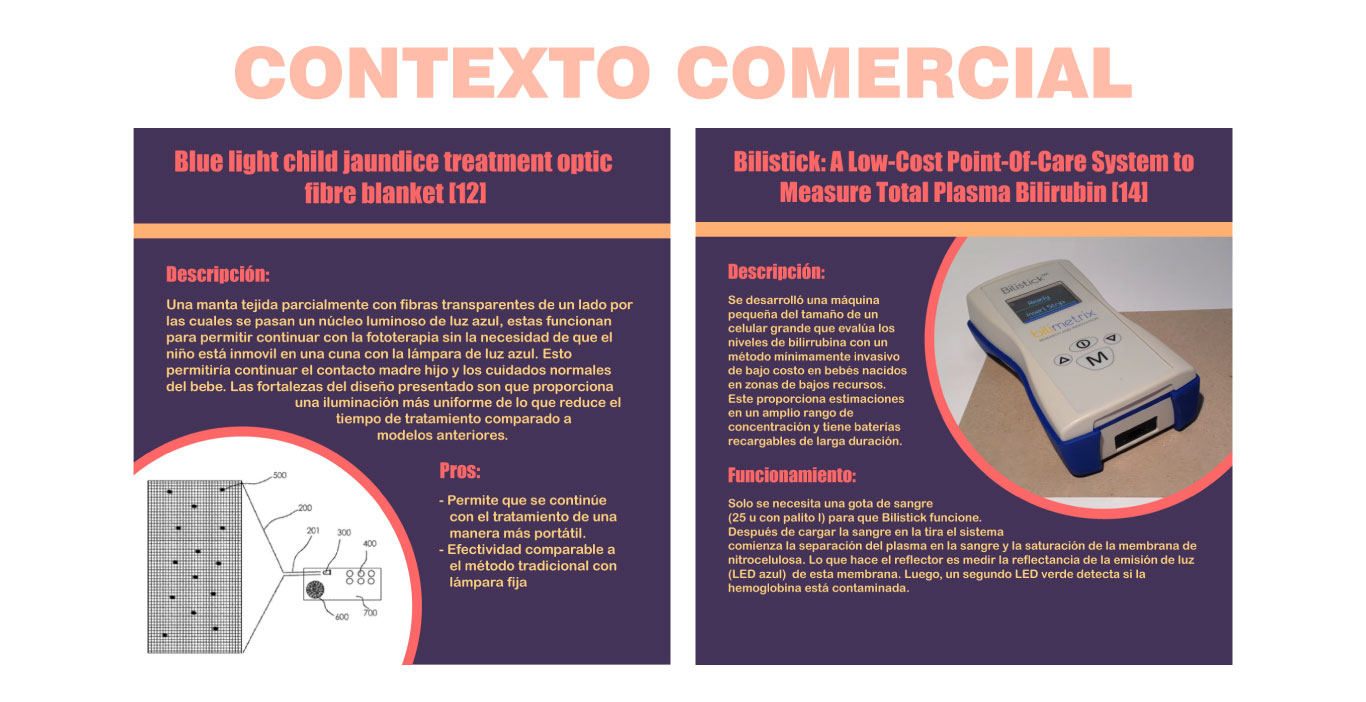 CONTEXTO COMERCIAL
Blue light child jaundice treatment optic
fibre blanket [12]
Descripción:
Una manta tejida parcialmente con fibras transparentes de un lado por
las cuales se pasan un núcleo luminoso de luz azul, estas funcionan
para permitir continuar con la fototerapia sin la necesidad de que el
niño está inmovil en una cuna con la lámpara de luz azul. Esto
permitiría continuar el contacto madre hijo y los cuidados normales
del bebe. Las fortalezas del diseño presentado son que proporciona
una iluminación más uniforme de lo que reduce el
tiempo de tratamiento comparado a
modelos anteriores.
Pros:
- Permite que se continúe
con el tratamiento de una
manera más portátil.
- Efectividad comparable a
el método tradicional con
lámpara fija
500
200
201
300
400
600
700
Bilistick: A Low-Cost Point-Of-Care System to
Measure Total Plasma Bilirubin [14]
Descripción:
Se desarrolló una máquina
pequeña del tamaño de un
celular grande que evalúa los
niveles de bilirrubina con un
método mínimamente invasivo
de bajo costo en bebés nacidos
en zonas de bajos recursos.
Este proporciona estimaciones
en un amplio rango de
concentración y tiene baterías
recargables de larga duración.
Bilistick
Ready
Insert Strip
bilimetrix
M
Funcionamiento:
Solo se necesita una gota de sangre
(25 u con palito l) para que Bilistick funcione.
Después de cargar la sangre en la tira el sistema
comienza la separación del plasma en la sangre y la saturación de la membrana de
nitrocelulosa. Lo que hace el reflector es medir la reflectancia de la emisión de luz
(LED azul)  de esta membrana. Luego, un segundo LED verde detecta si la
hemoglobina está contaminada.